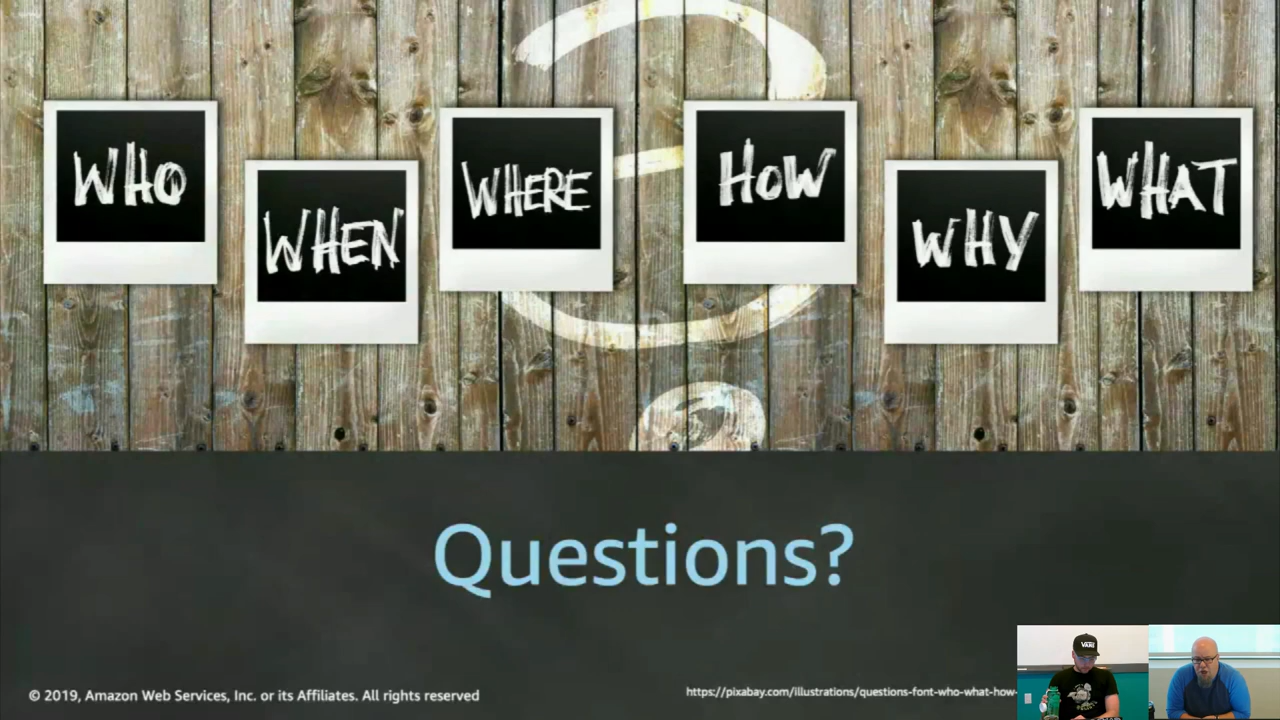 WHO
WHEN
WHERE
HOW
WHY
WHAT
Questions?
© 2019, Amazon Web Services, Inc. or its Affiliates. All rights reserved
https://pixabay.com/illustrations/questions-font-who-what-how-
VANS